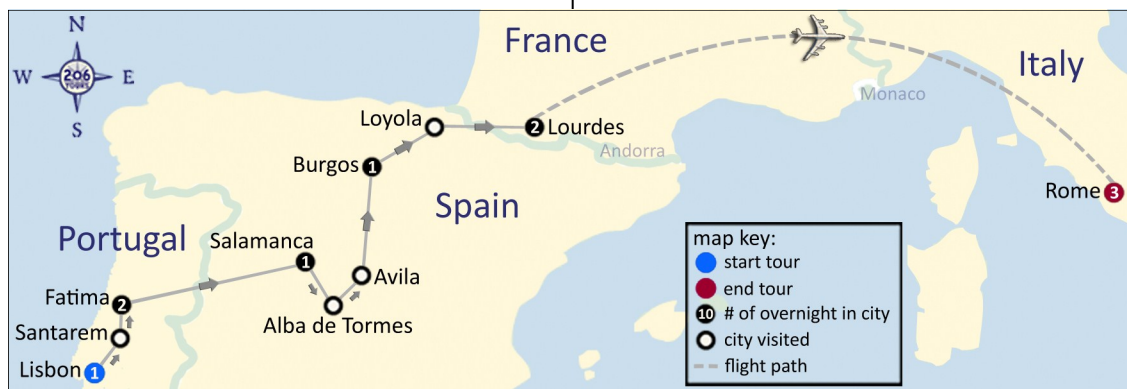 N
W 206 E
TOURS
S
France
Italy
Monaco
Loyola
2 Lourdes
Andorra
Burgos 1
Spain
Rome 3
Portugal
Salamanca
1
Avila
Fatima 2
Alba de Tormes
Santarem
Lisbon 1
map key:
start tour
end tour
10 # of overnight in city
city visited
flight path